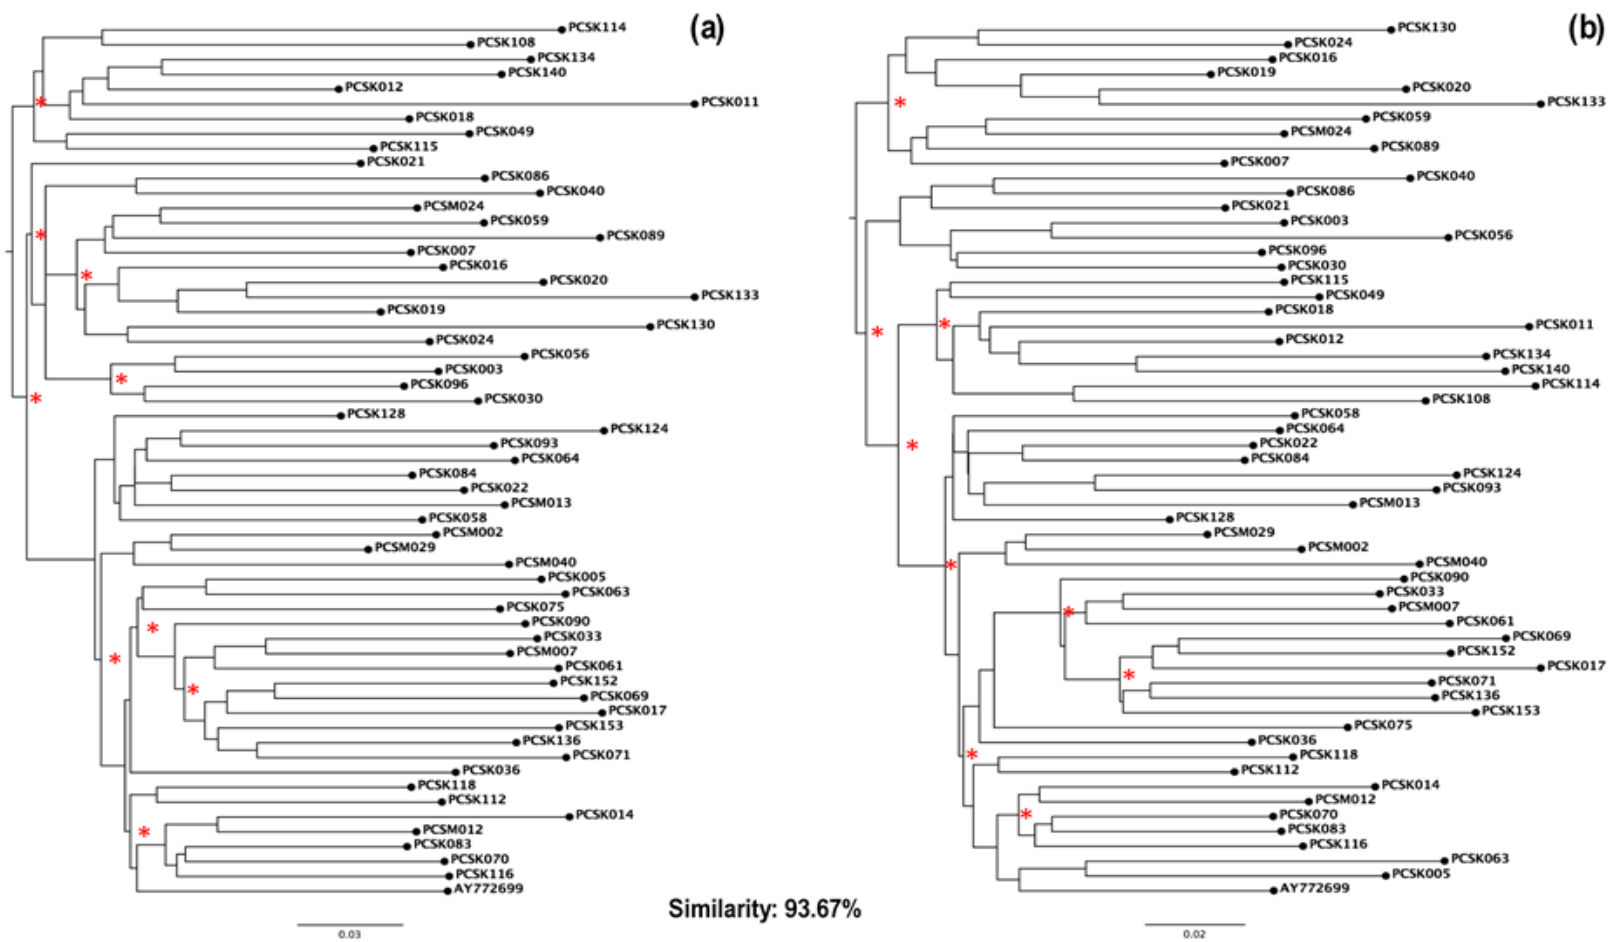 (a)
PCSK114
PCSK108
PCSK134
PCSK140
PCSK012
PCSK011
PCSK018
PCSK049
PCSK115
PCSK021
PCSK086
PCSK040
PCSM024
PCSK059
PCSK089
PCSK007
PCSK016
PCSK020
PCSK133
PCSK019
PCSK130
PCSK024
PCSK056
PCSK003
PCSK096
PCSK030
PCSK128
PCSK124
PCSK093
PCSK064
PCSK084
PCSK022
PCSM013
PCSK058
PCSM002
PCSM029
PCSM040
PCSK005
PCSK063
PCSK075
PCSK090
PCSK033
PCSM007
PCSK061
PCSK152
PCSK069
PCSK017
PCSK153
PCSK136
PCSK071
PCSK036
PCSK118
PCSK112
PCSK014
PCSM012
PCSK083
PCSK070
PCSK116
AY772699
0.03
(b)
PCSK130
PCSK024
PCSK016
PCSK019
PCSK020
PCSK133
PCSK059
PCSM024
PCSK089
PCSK007
PCSK040
PCSK086
PCSK021
PCSK003
PCSK056
PCSK096
PCSK030
PCSK115
PCSK049
PCSK018
PCSK011
PCSK012
PCSK134
PCSK140
PCSK114
PCSK108
PCSK058
PCSK064
PCSK022
PCSK084
PCSK124
PCSK093
PCSM013
PCSK128
PCSM029
PCSM002
PCSM040
PCSK090
PCSK033
PCSM007
PCSK061
PCSK069
PCSK152
PCSK017
PCSK071
PCSK136
PCSK153
PCSK075
PCSK036
PCSK118
PCSK112
PCSK014
PCSM012
PCSK070
PCSK083
PCSK116
PCSK063
PCSK005
AY772699
0.02
Similarity: 93.67%